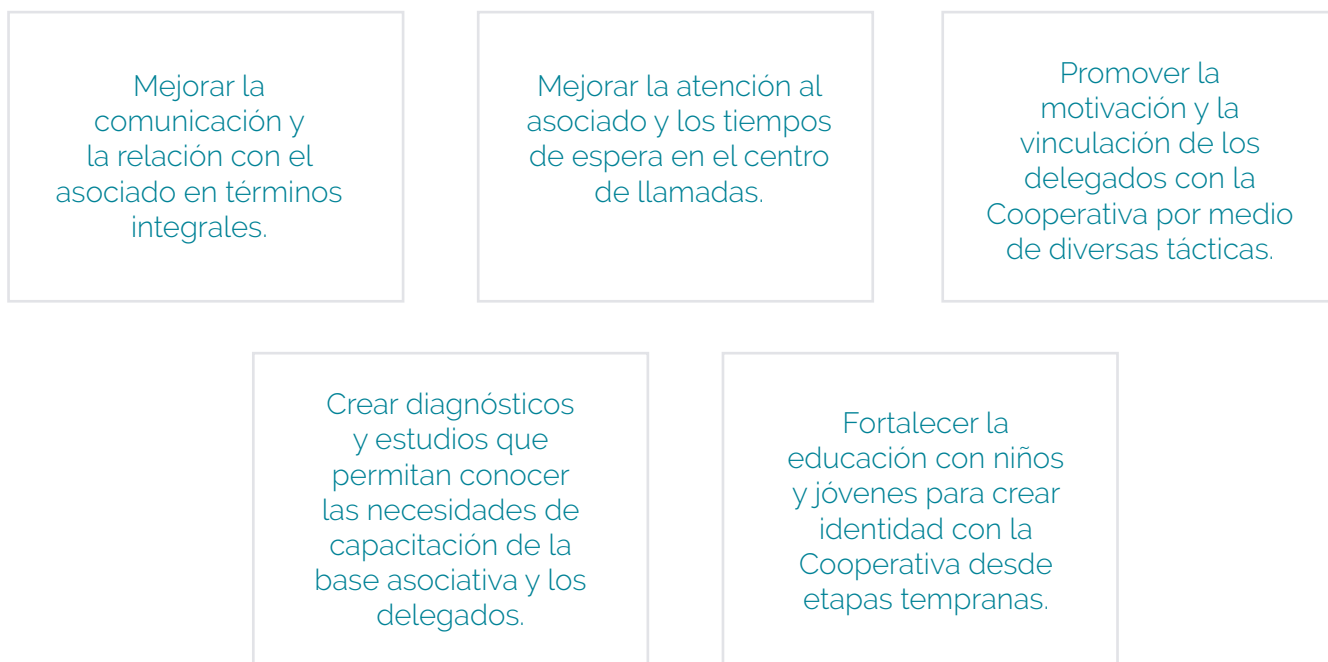 Mejorar la
comunicación y
la relación con el
asociado en términos
integrales.
Mejorar la atención al
asociado y los tiempos
de espera en el centro
de llamadas.
Promover la
motivación y la
vinculación de los
delegados con la
Cooperativa por medio
de diversas tácticas.
Crear diagnósticos
y estudios que
permitan conocer
las necesidades de
capacitación de la
base asociativa y los
delegados.
Fortalecer la
educación con niños
y jóvenes para crear
identidad con la
Cooperativa desde
etapas tempranas.